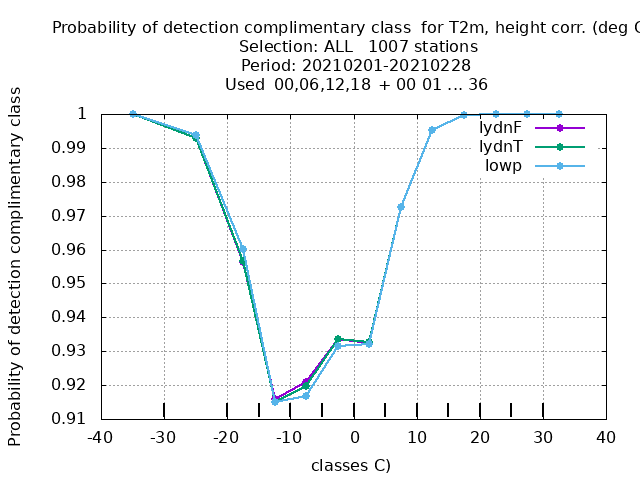 Probability of detection complimentary class  for T2m, height corr. (deg C
Selection: ALL   1007 stations
Period: 20210201-20210228
Used  00,06,12,18  + 00 01 ... 36
Probability of detection complimentary class
1
0.99
0.98
0.97
0.96
0.95
0.94
0.93
0.92
0.91
lydnF
lydnT
lowp
-40 -30 -20 -10 0 10 20 30 40
classes C)